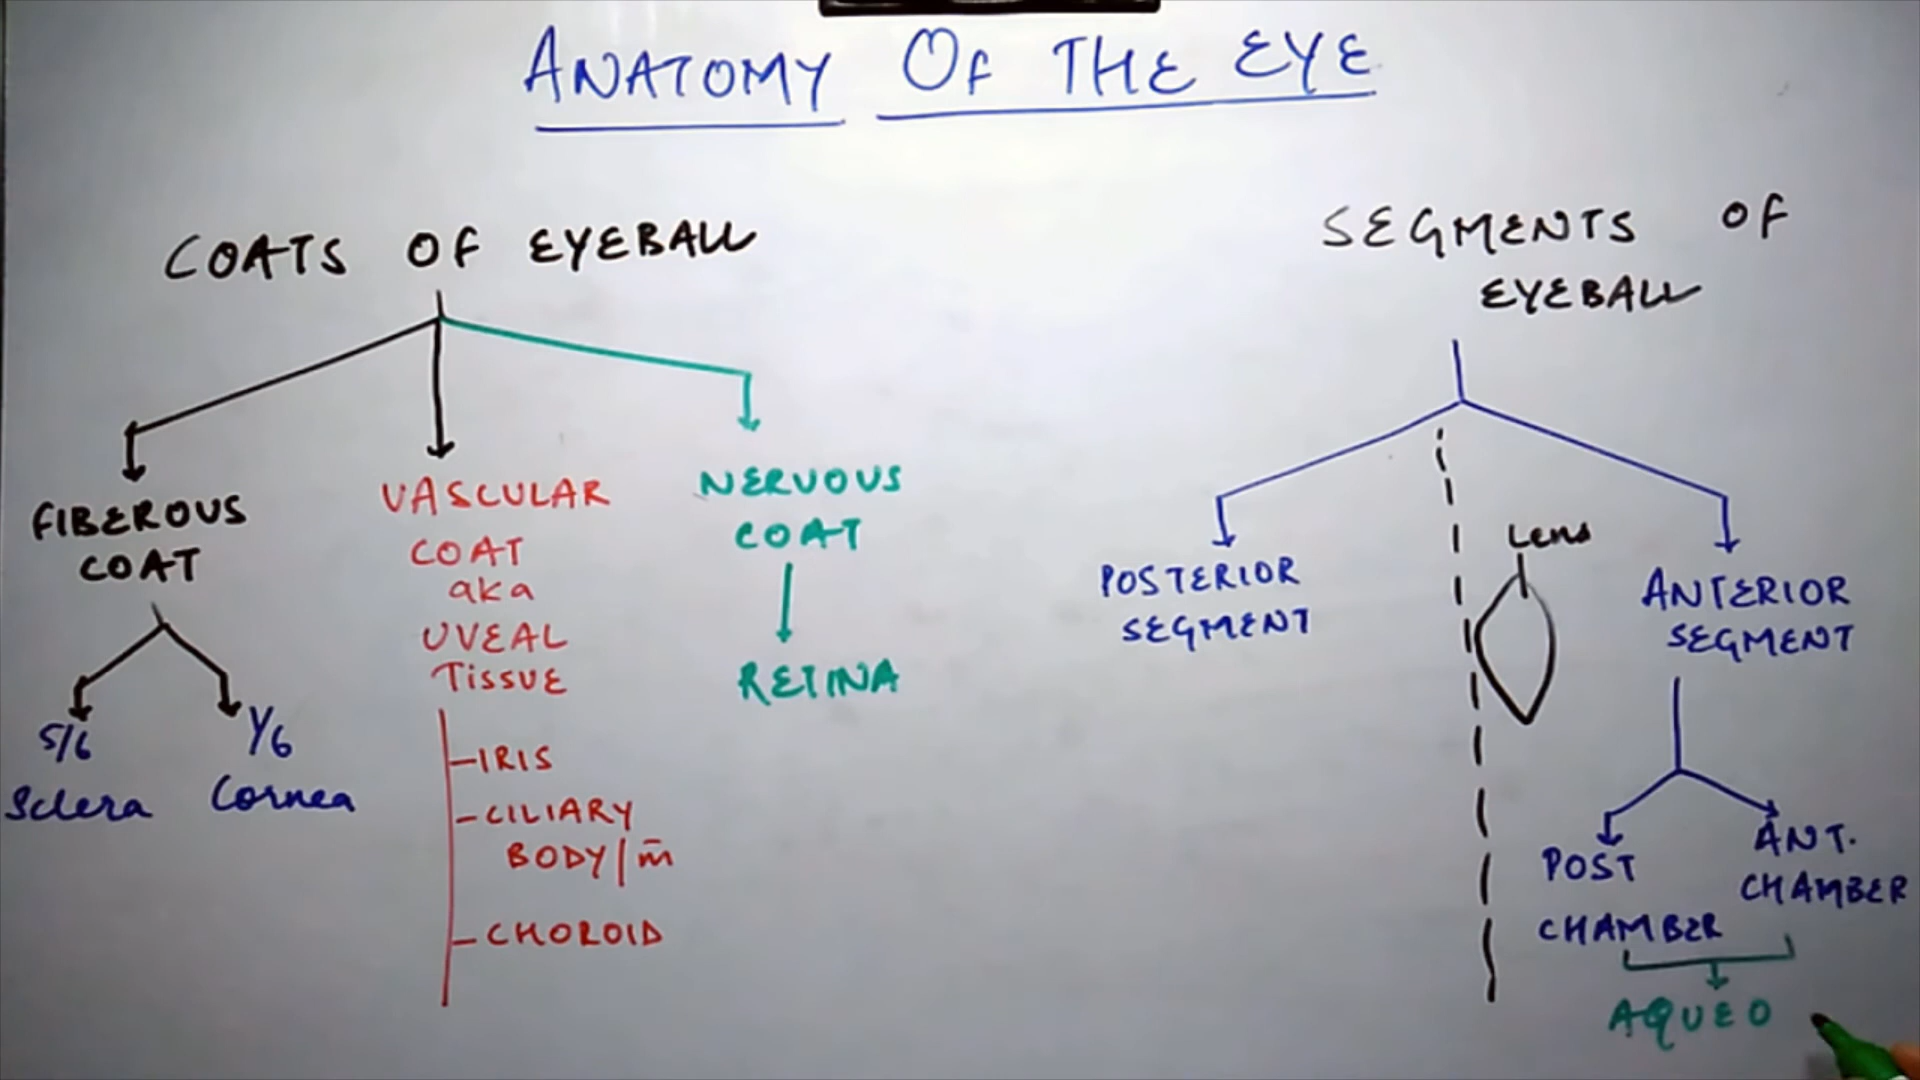 ANATOMY OF THE EYE
COATS OF EYEBALL
FIBEROUS
COAT
5/6
Sclera
1/6
Cornea
VASCULAR
COAT
aka
UVEAL
TISSUE
-IRIS
-CILIARY
BODY/m̄
-CHOROID
NERVOUS
COAT
RETINA
SEGMENTS OF
EYEBALL
POSTERIOR
SEGMENT
Lens
ANTERIOR
SEGMENT
POST
CHAMBER
ANT.
CHAMBER
AQUEO